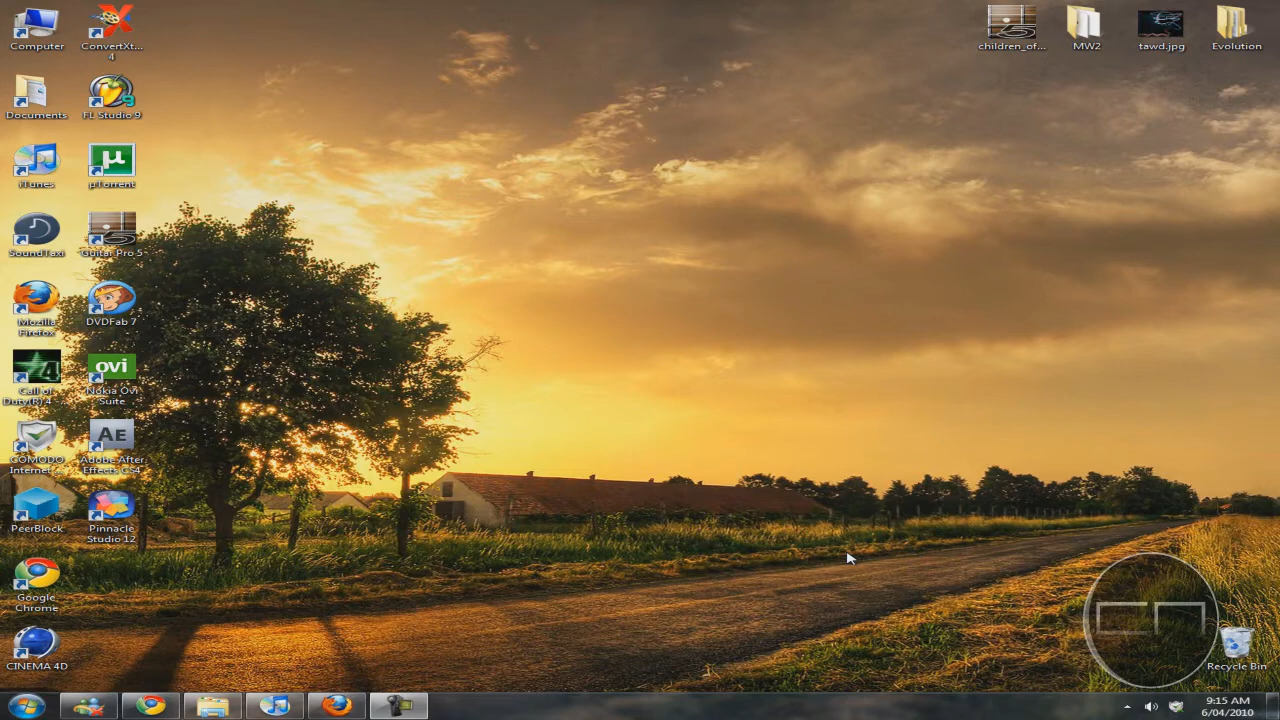 Computer
ConvertXt...
4
children_of...
MW2
tawd.jpg
Evolution
Documents
FL Studio 9
iTunes
µTorrent
SoundTaxi
Guitar Pro 5
Mozilla
Firefox
DVDFab 7
Call of
Duty(R) 4 ...
ovi
Nokia Ovi
Suite
COMODO
Internet ...
AE
Adobe After
Effects CS4
PeerBlock
Pinnacle
Studio 12
Google
Chrome
CINEMA 4D
Recycle Bin
9:15 AM
6/04/2010